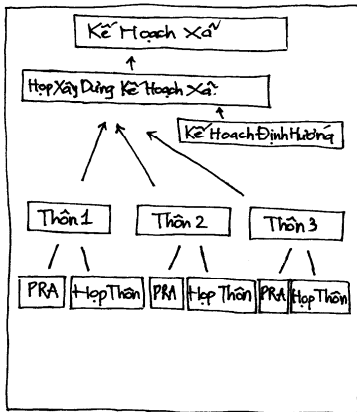 Kế Hoạch Xã
Họp Xây Dựng Kế Hoạch Xã.
Kế Hoạch Định Hướng
Thôn 1 Thôn 2 Thôn 3
PRA Họp Thôn PRA Họp Thôn PRA Họp Thôn